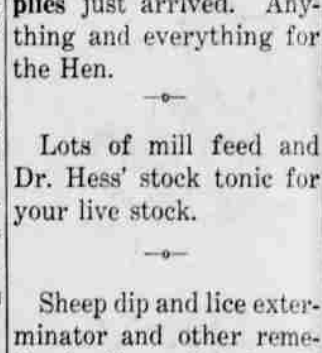 plies just arrived. Any-
thing and everything for
the Hen.
Lots of mill feed and
Dr. Hess' stock tonic for
your live stock.
Sheep dip and lice exter-
minator and other reme-